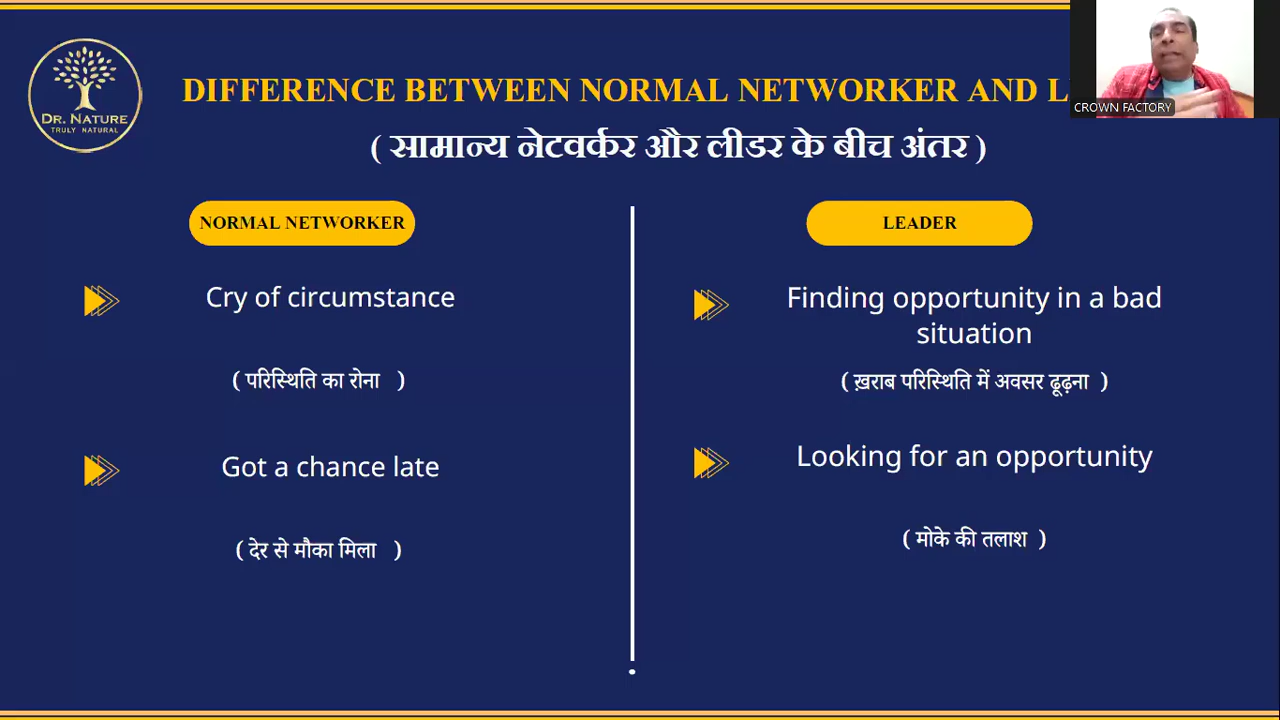 DR. NATURE
TRULY NATURAL
DIFFERENCE BETWEEN NORMAL NETWORKER AND
( सामान्य नेटवर्कर और लीडर के बीच अंतर )
CROWN FACTORY
NORMAL NETWORKER
Cry of circumstance
( परिस्थिति का रोना )
Got a chance late
( देर से मौका मिला )
LEADER
Finding opportunity in a bad
situation
( ख़राब परिस्थिति में अवसर ढूढ़ना )
Looking for an opportunity
( मोके की तलाश )